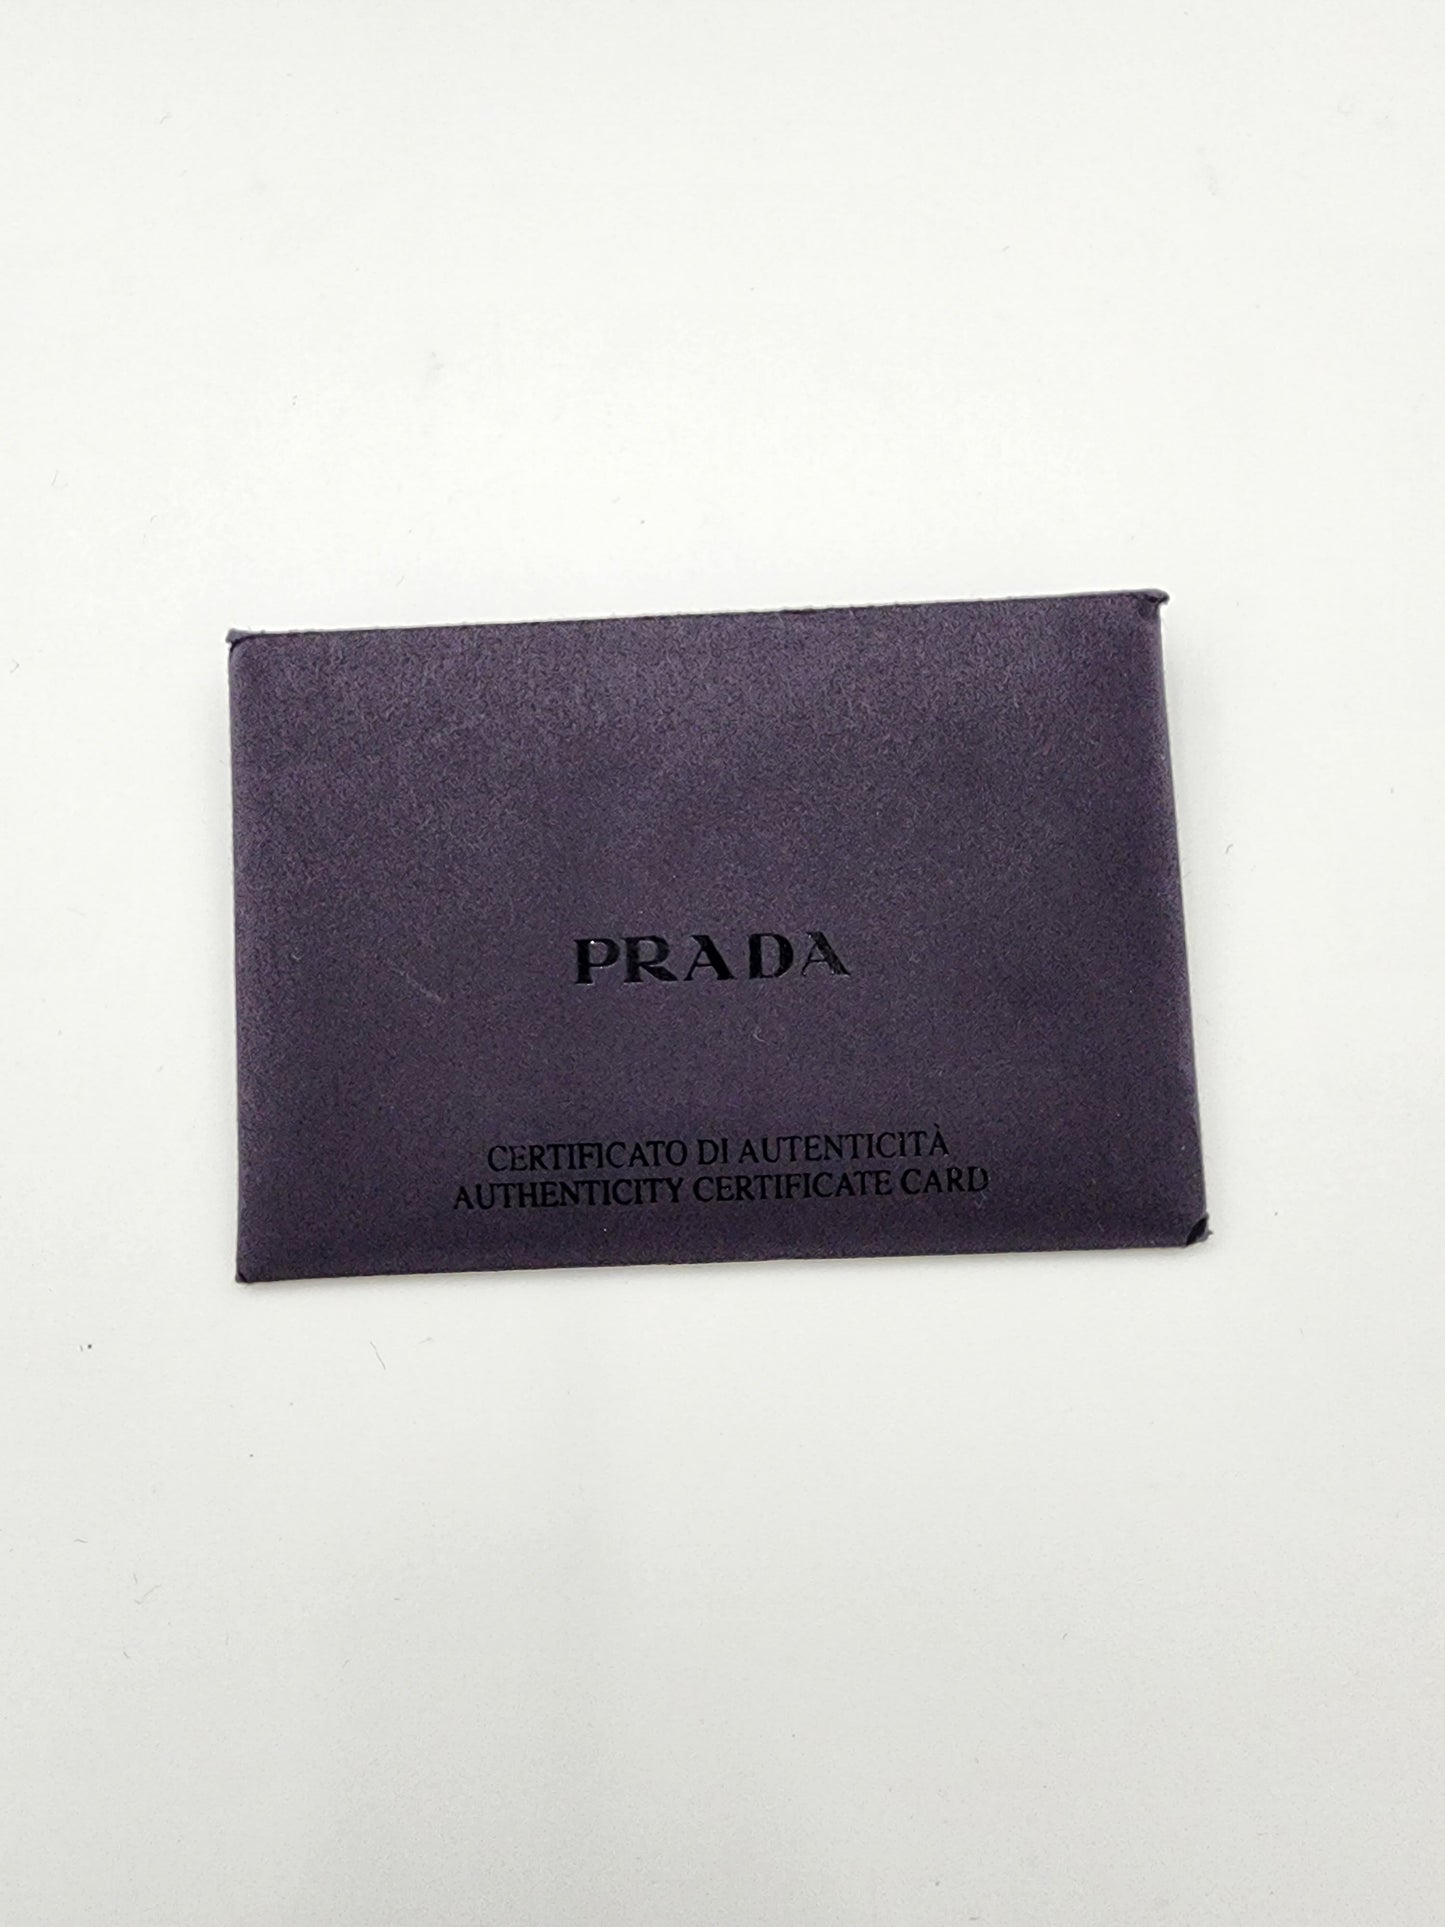 PRADA
CERTIFICATO DI AUTENTICITÀ
AUTHENTICITY CERTIFICATE CARD